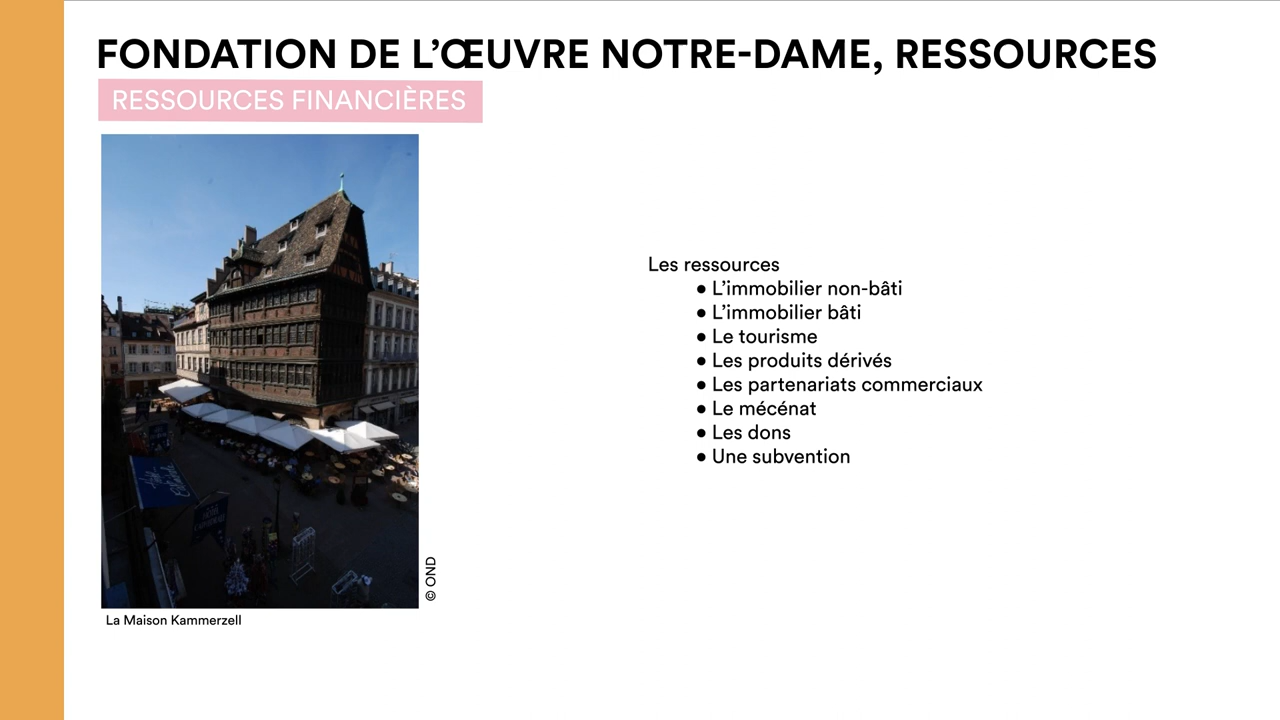 FONDATION DE L’ŒUVRE NOTRE-DAME, RESSOURCES
RESSOURCES FINANCIÈRES
Les ressources
● L’immobilier non-bâti
● L’immobilier bâti
● Le tourisme
● Les produits dérivés
● Les partenariats commerciaux
● Le mécénat
● Les dons
● Une subvention
© OND
La Maison Kammerzell